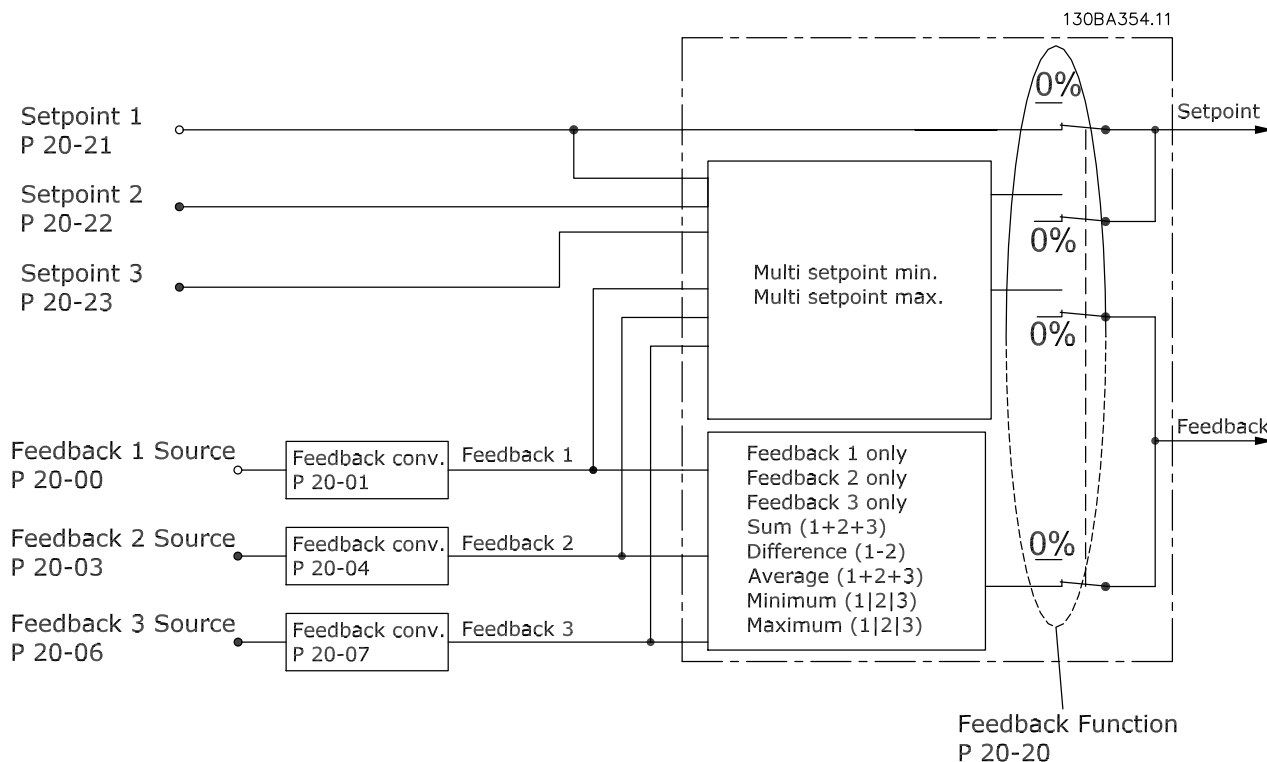 130BA354.11
0%
Setpoint 1
P 20-21
Setpoint
Setpoint 2
P 20-22
0%
Setpoint 3
P 20-23
Multi setpoint min.
Multi setpoint max.
0%
Feedback
Feedback 1 Source
P 20-00
Feedback conv.
P 20-01
Feedback 1
Feedback 2 Source
P 20-03
Feedback conv.
P 20-04
Feedback 2
Feedback 3 Source
P 20-06
Feedback conv.
P 20-07
Feedback 3
Feedback 1 only
Feedback 2 only
Feedback 3 only
Sum (1+2+3)
Difference (1-2)
Average (1+2+3)
Minimum (1|2|3)
Maximum (1|2|3)
0%
Feedback Function
P 20-20